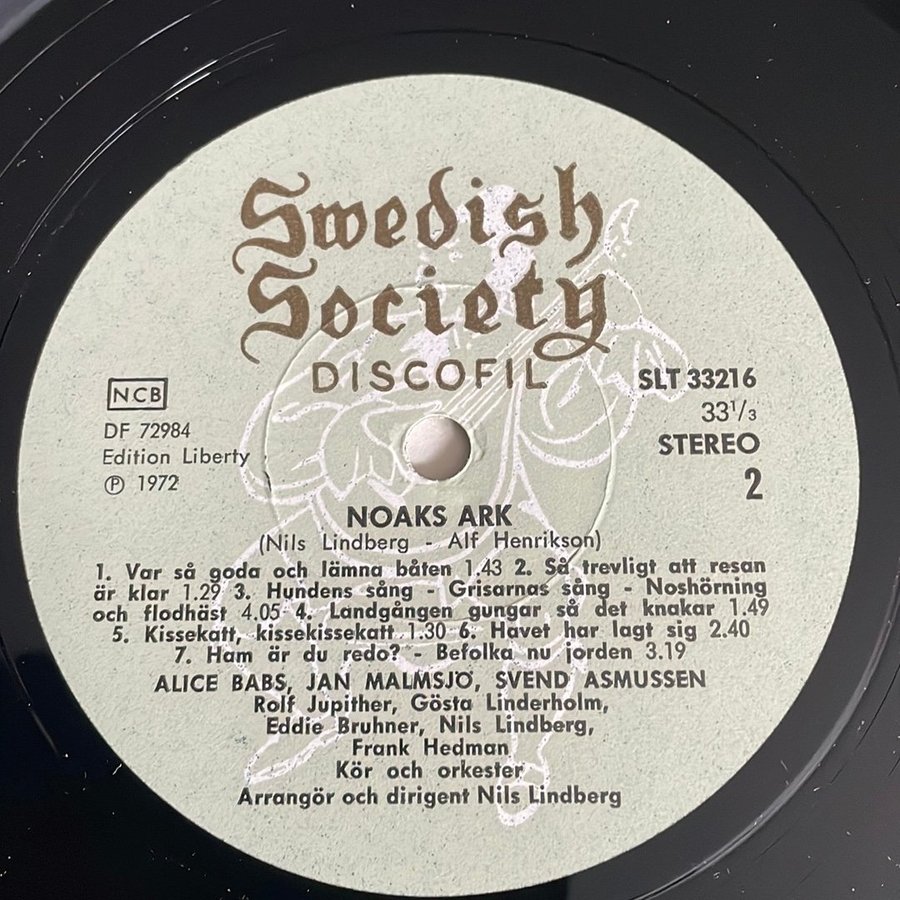 Swedish
Society
DISCOFIL
NCB
DF 72984
Edition Liberty
℗ 1972
SLT 33216
33⅓
STEREO
2
NOAKS ARK
(Nils Lindberg - Alf Henrikson)
1. Var så goda och lämna båten 1.43 2. Så trevligt att resan
är klar 1.29 3. Hundens sång - Grisarnas sång - Noshörning
och flodhäst 4.05 4. Landgången gungar så det knakar 1.49
5. Kissekatt, kissekissekatt 1.30 6. Havet har lagt sig 2.40
7. Ham är du redo? - Befolka nu jorden 3.19
ALICE BABS, JAN MALMSJÖ, SVEND ASMUSSEN
Rolf Jupither, Gösta Linderholm,
Eddie Bruhner, Nils Lindberg,
Frank Hedman
Kör och orkester
Arrangör och dirigent Nils Lindberg